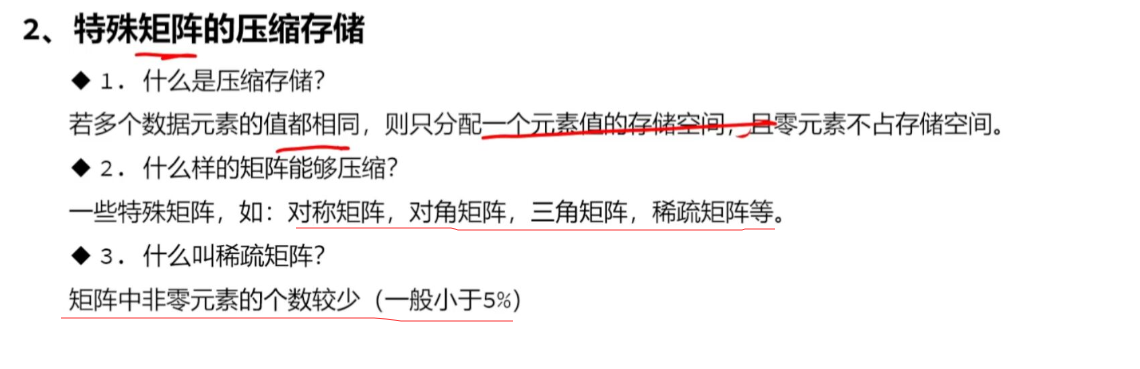 2、特殊矩阵的压缩存储
◆ 1. 什么是压缩存储？
若多个数据元素的值都相同，则只分配一个元素值的存储空间，且零元素不占存储空间。
◆ 2. 什么样的矩阵能够压缩？
一些特殊矩阵，如：对称矩阵，对角矩阵，三角矩阵，稀疏矩阵等。
◆ 3. 什么叫稀疏矩阵？
矩阵中非零元素的个数较少（一般小于5%）